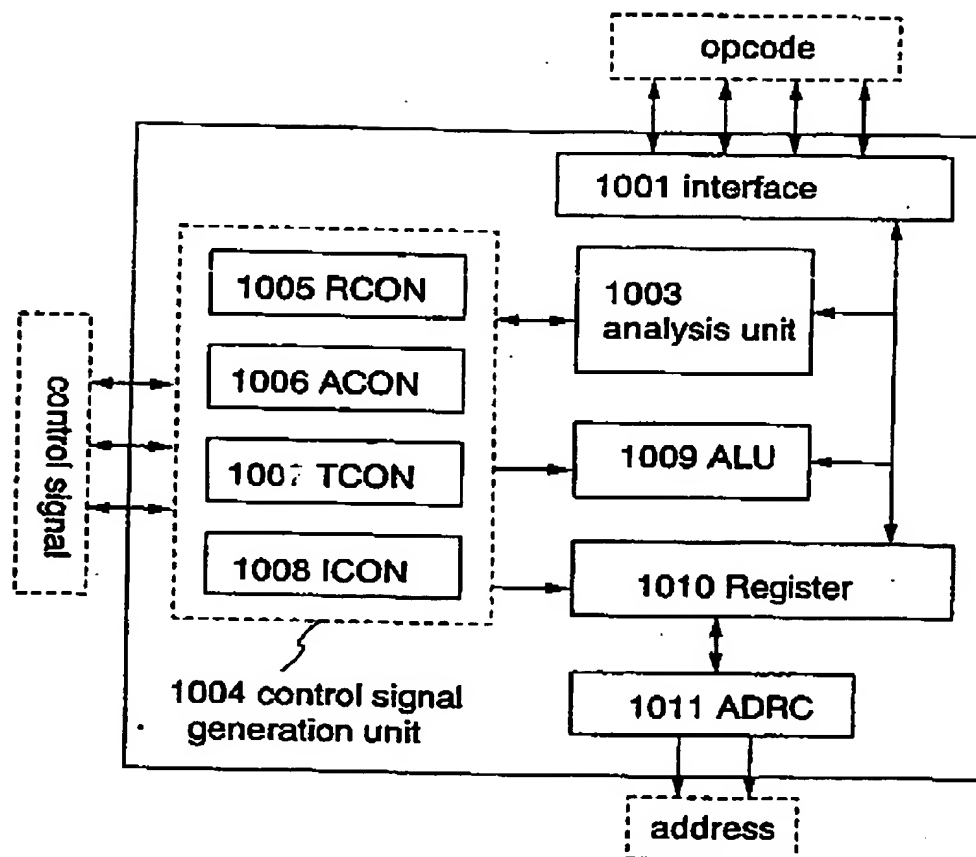 opcode
1001 interface
1003
analysis unit
1005 RCON
1006 ACON
1007 TCON
1008 ICON
control signal
1009 ALU
1010 Register
1004 control signal
generation unit
1011 ADRC
address